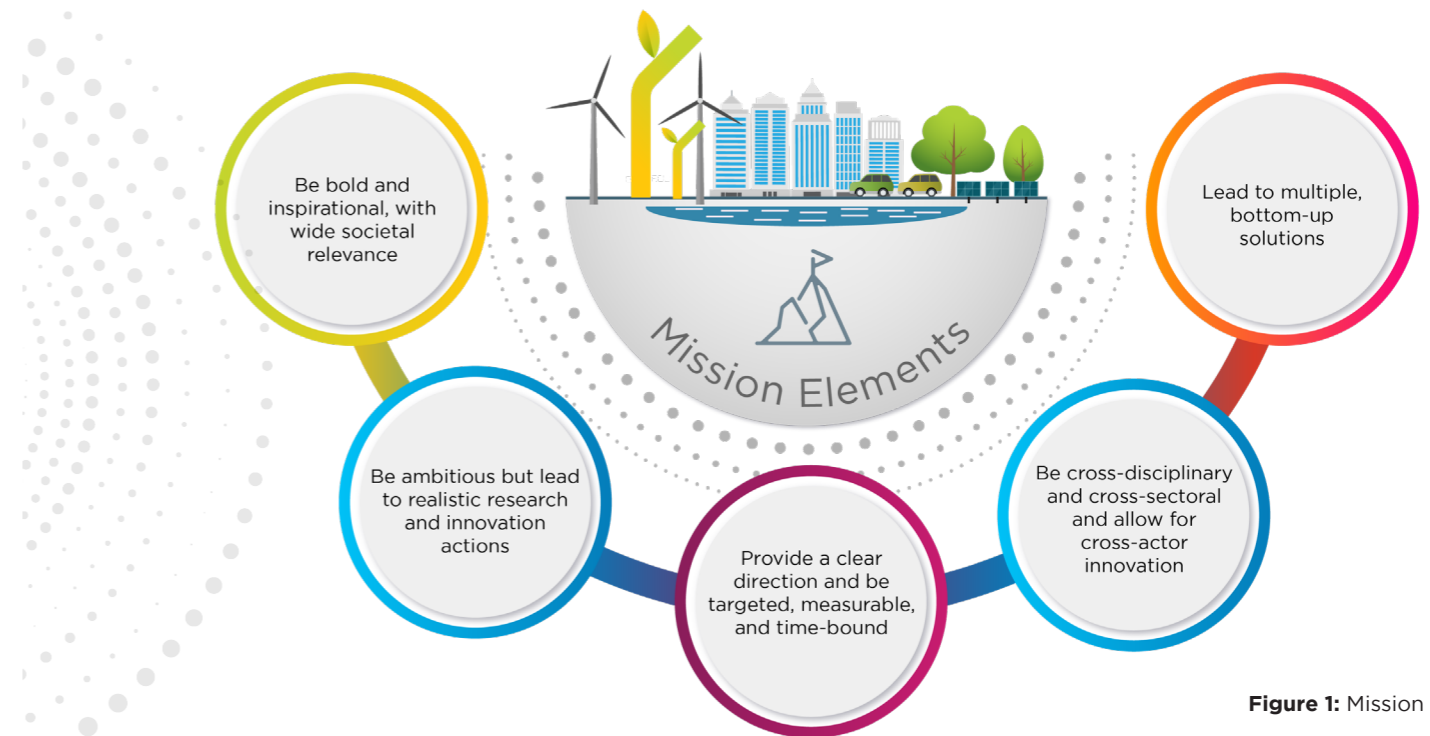 Be bold and
inspirational, with
wide societal
relevance
Be ambitious but lead
to realistic research
and innovation
actions
Provide a clear
direction and be
targeted, measurable,
and time-bound
Be cross-disciplinary
and cross-sectoral
and allow for
cross-actor
innovation
Lead to multiple,
bottom-up
solutions
Mission Elements
Figure 1: Mission